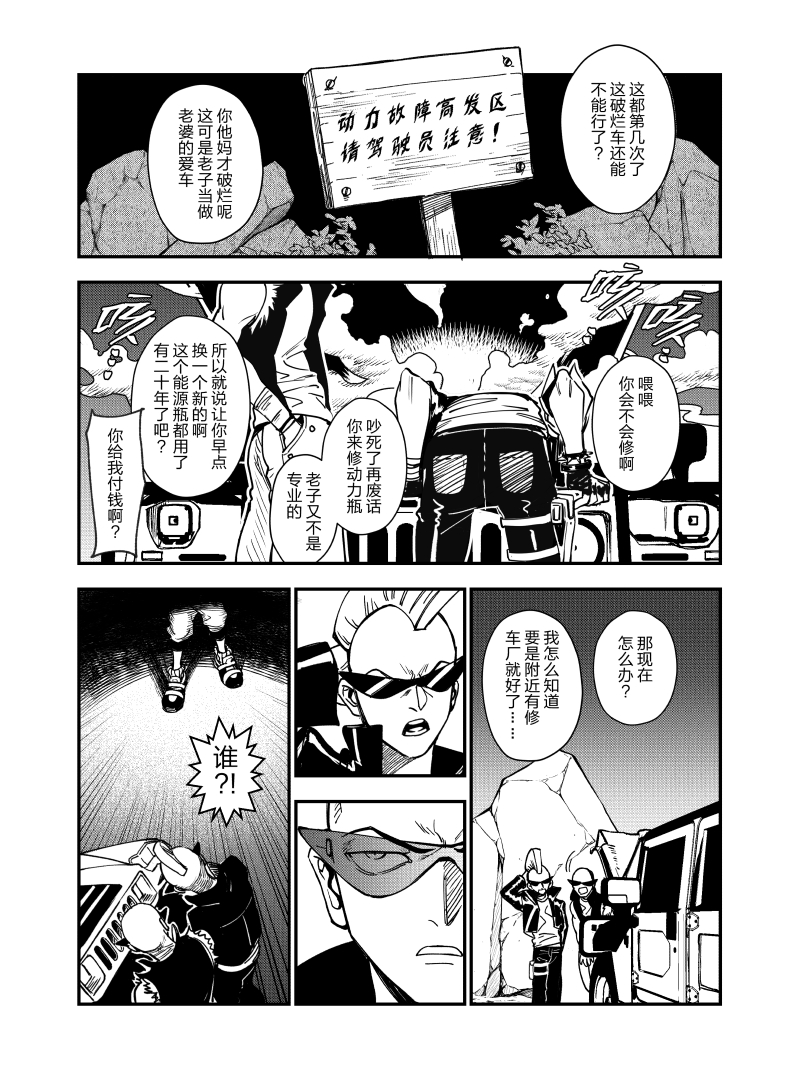 这都第几次了
这破烂车还能
不能行了？
动力故障高发区
请驾驶员注意！
你他妈才破烂呢
这可是老子当做
老婆的爱车
喂喂
你会不会修啊
咳
咳
吵死了再废话
你来修动力瓶
老子又不是
专业的
所以就说让你早点
换一个新的啊
这个能源瓶都用了
有二十年了吧？
你给我付钱啊？
咳
那现在
怎么办？
我怎么知道
要是附近有修
车厂就好了……
谁
?!